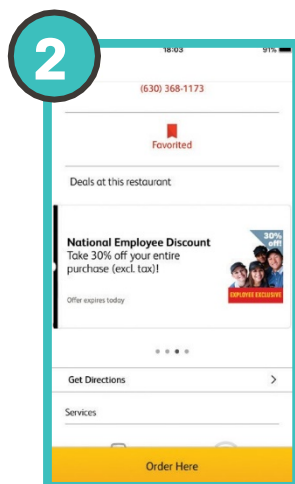 2
18:03 91%
(630) 368-1173
Favorited
Deals at this restaurant
National Employee Discount
Take 30% off your entire
purchase (excl. tax)!
Offer expires today
30%
off!
EMPLOYEE EXCLUSIVE
Get Directions
Services
Order Here